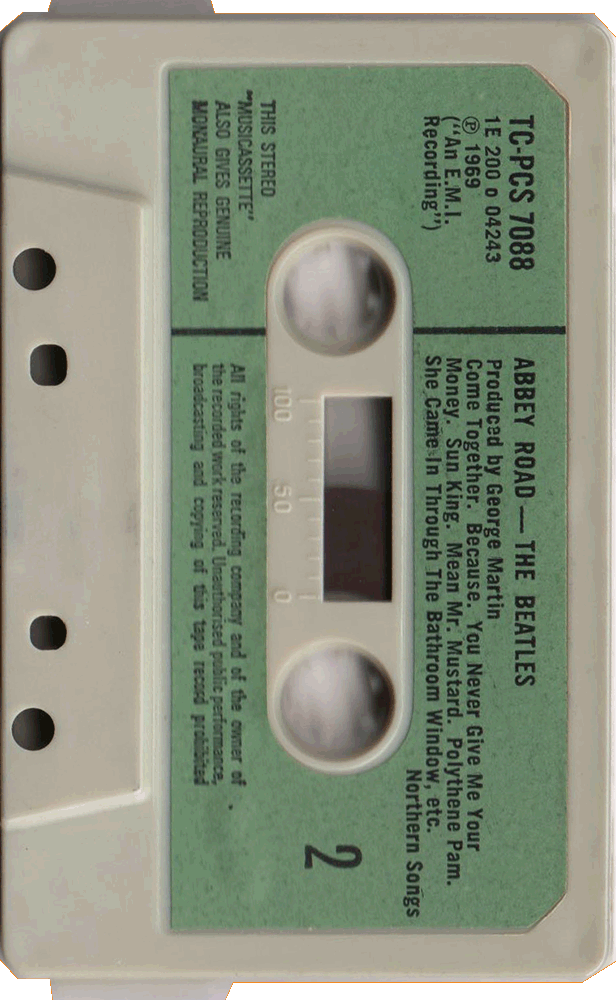 TC-PCS 7088
1E 200 o 04243
Ⓟ 1969
("An E.M.I.
Recording")
ABBEY ROAD — THE BEATLES
Produced by George Martin
Come Together. Because. You Never Give Me Your
Money. Sun King. Mean Mr. Mustard. Polythene Pam.
She Came In Through The Bathroom Window, etc.
Northern Songs
2
100 50 0
THIS STEREO
"MUSICASSETTE"
ALSO GIVES GENUINE
MONAURAL REPRODUCTION
All rights of the recording company and of the owner of
the recorded work reserved. Unauthorised public performance,
broadcasting and copying of this tape record prohibited